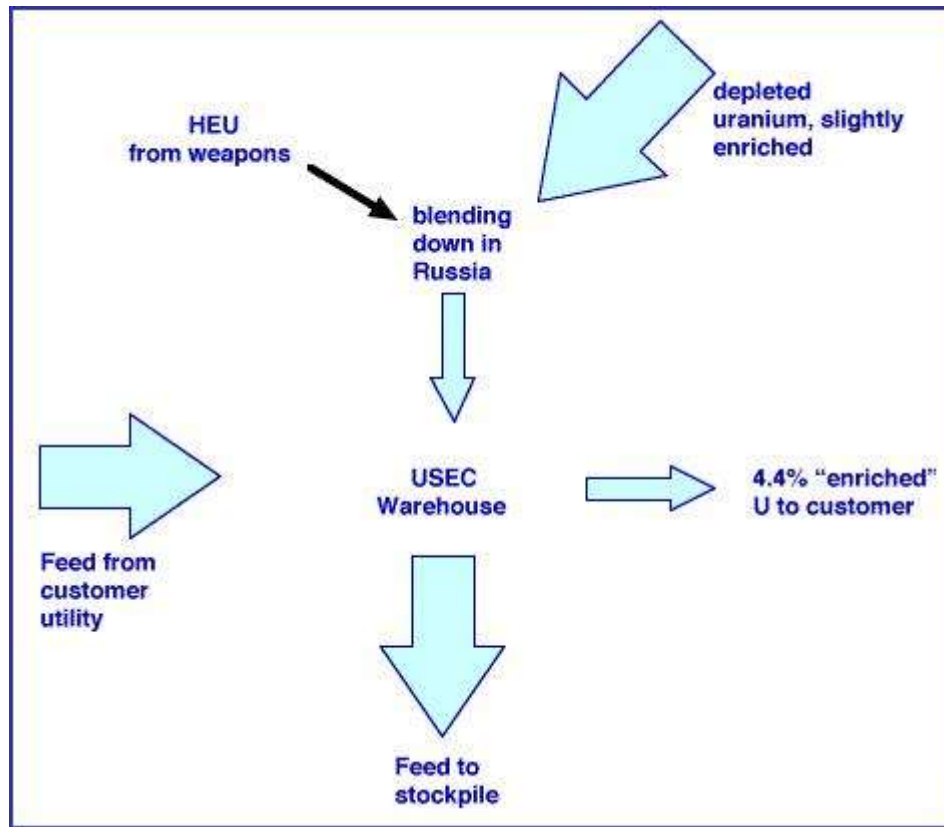 HEU
from weapons
depleted
uranium, slightly
enriched
blending
down in
Russia
USEC
Warehouse
4.4% “enriched”
U to customer
Feed from
customer
utility
Feed to
stockpile